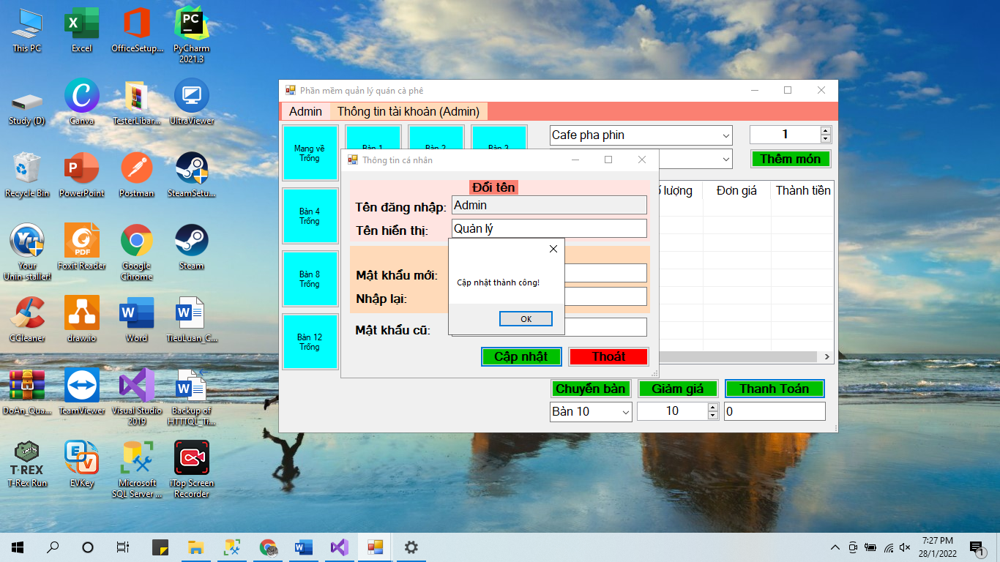 This PC
Excel
OfficeSetup...
PyCharm
2021.3
Study (D)
Canva
TesterLibar...
UltraViewer
Recycle Bin
PowerPoint
Postman
SteamSetu...
Your
Unin-staller!
Foxit Reader
Google
Chrome
Steam
CCleaner
draw.io
Word
TieuLuan_C...
DoAn_Qua...
TeamViewer
Visual Studio
2019
Backup of
HTTTQL_Ti...
T-REX
T-Rex Run
EVKey
Microsoft
SQL Server ...
iTop Screen
Recorder
Phần mềm quản lý quán cà phê
Admin Thông tin tài khoản (Admin)
Mang về
Trống
Bàn 1
Bàn 2
Bàn 3
Cafe pha phin
1
Thêm món
Bàn 4
Trống
Bàn 8
Trống
Bàn 12
Trống
lượng Đơn giá Thành tiền
Thông tin cá nhân
Đổi tên
Tên đăng nhập: Admin
Tên hiển thị: Quản lý
Mật khẩu mới:
Nhập lại:
Mật khẩu cũ:
Cập nhật thành công!
OK
Cập nhật Thoát
Chuyển bàn Giảm giá Thanh Toán
Bàn 10 10 0
7:27 PM
28/1/2022
1